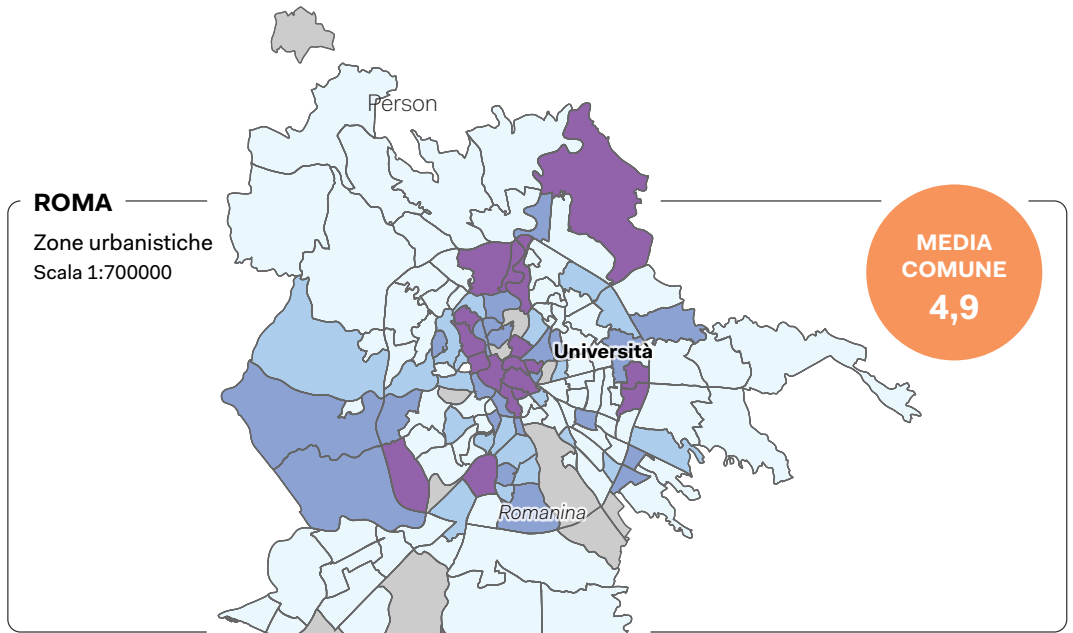 Person
ROMA
Zone urbanistiche
Scala 1:700000
MEDIA
COMUNE
4,9
Università
Romanina